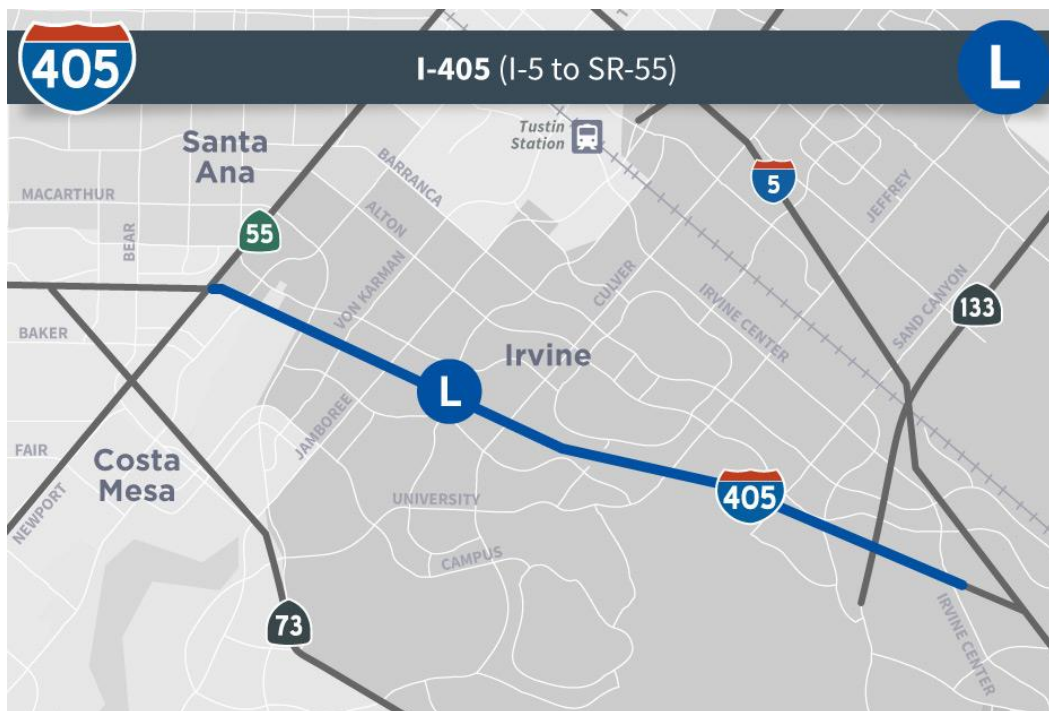 405
I-405 (I-5 to SR-55)
L
Santa
Ana
Tustin
Station
MACARTHUR
BEAR
55
BARRANCA
ALTON
VON KARMAN
5
JEFFREY
CULVER
IRVINE CENTER
SAND CANYON
133
BAKER
Irvine
L
JAMBOREE
FAIR
Costa
Mesa
NEWPORT
UNIVERSITY
405
CAMPUS
73
IRVINE CENTER